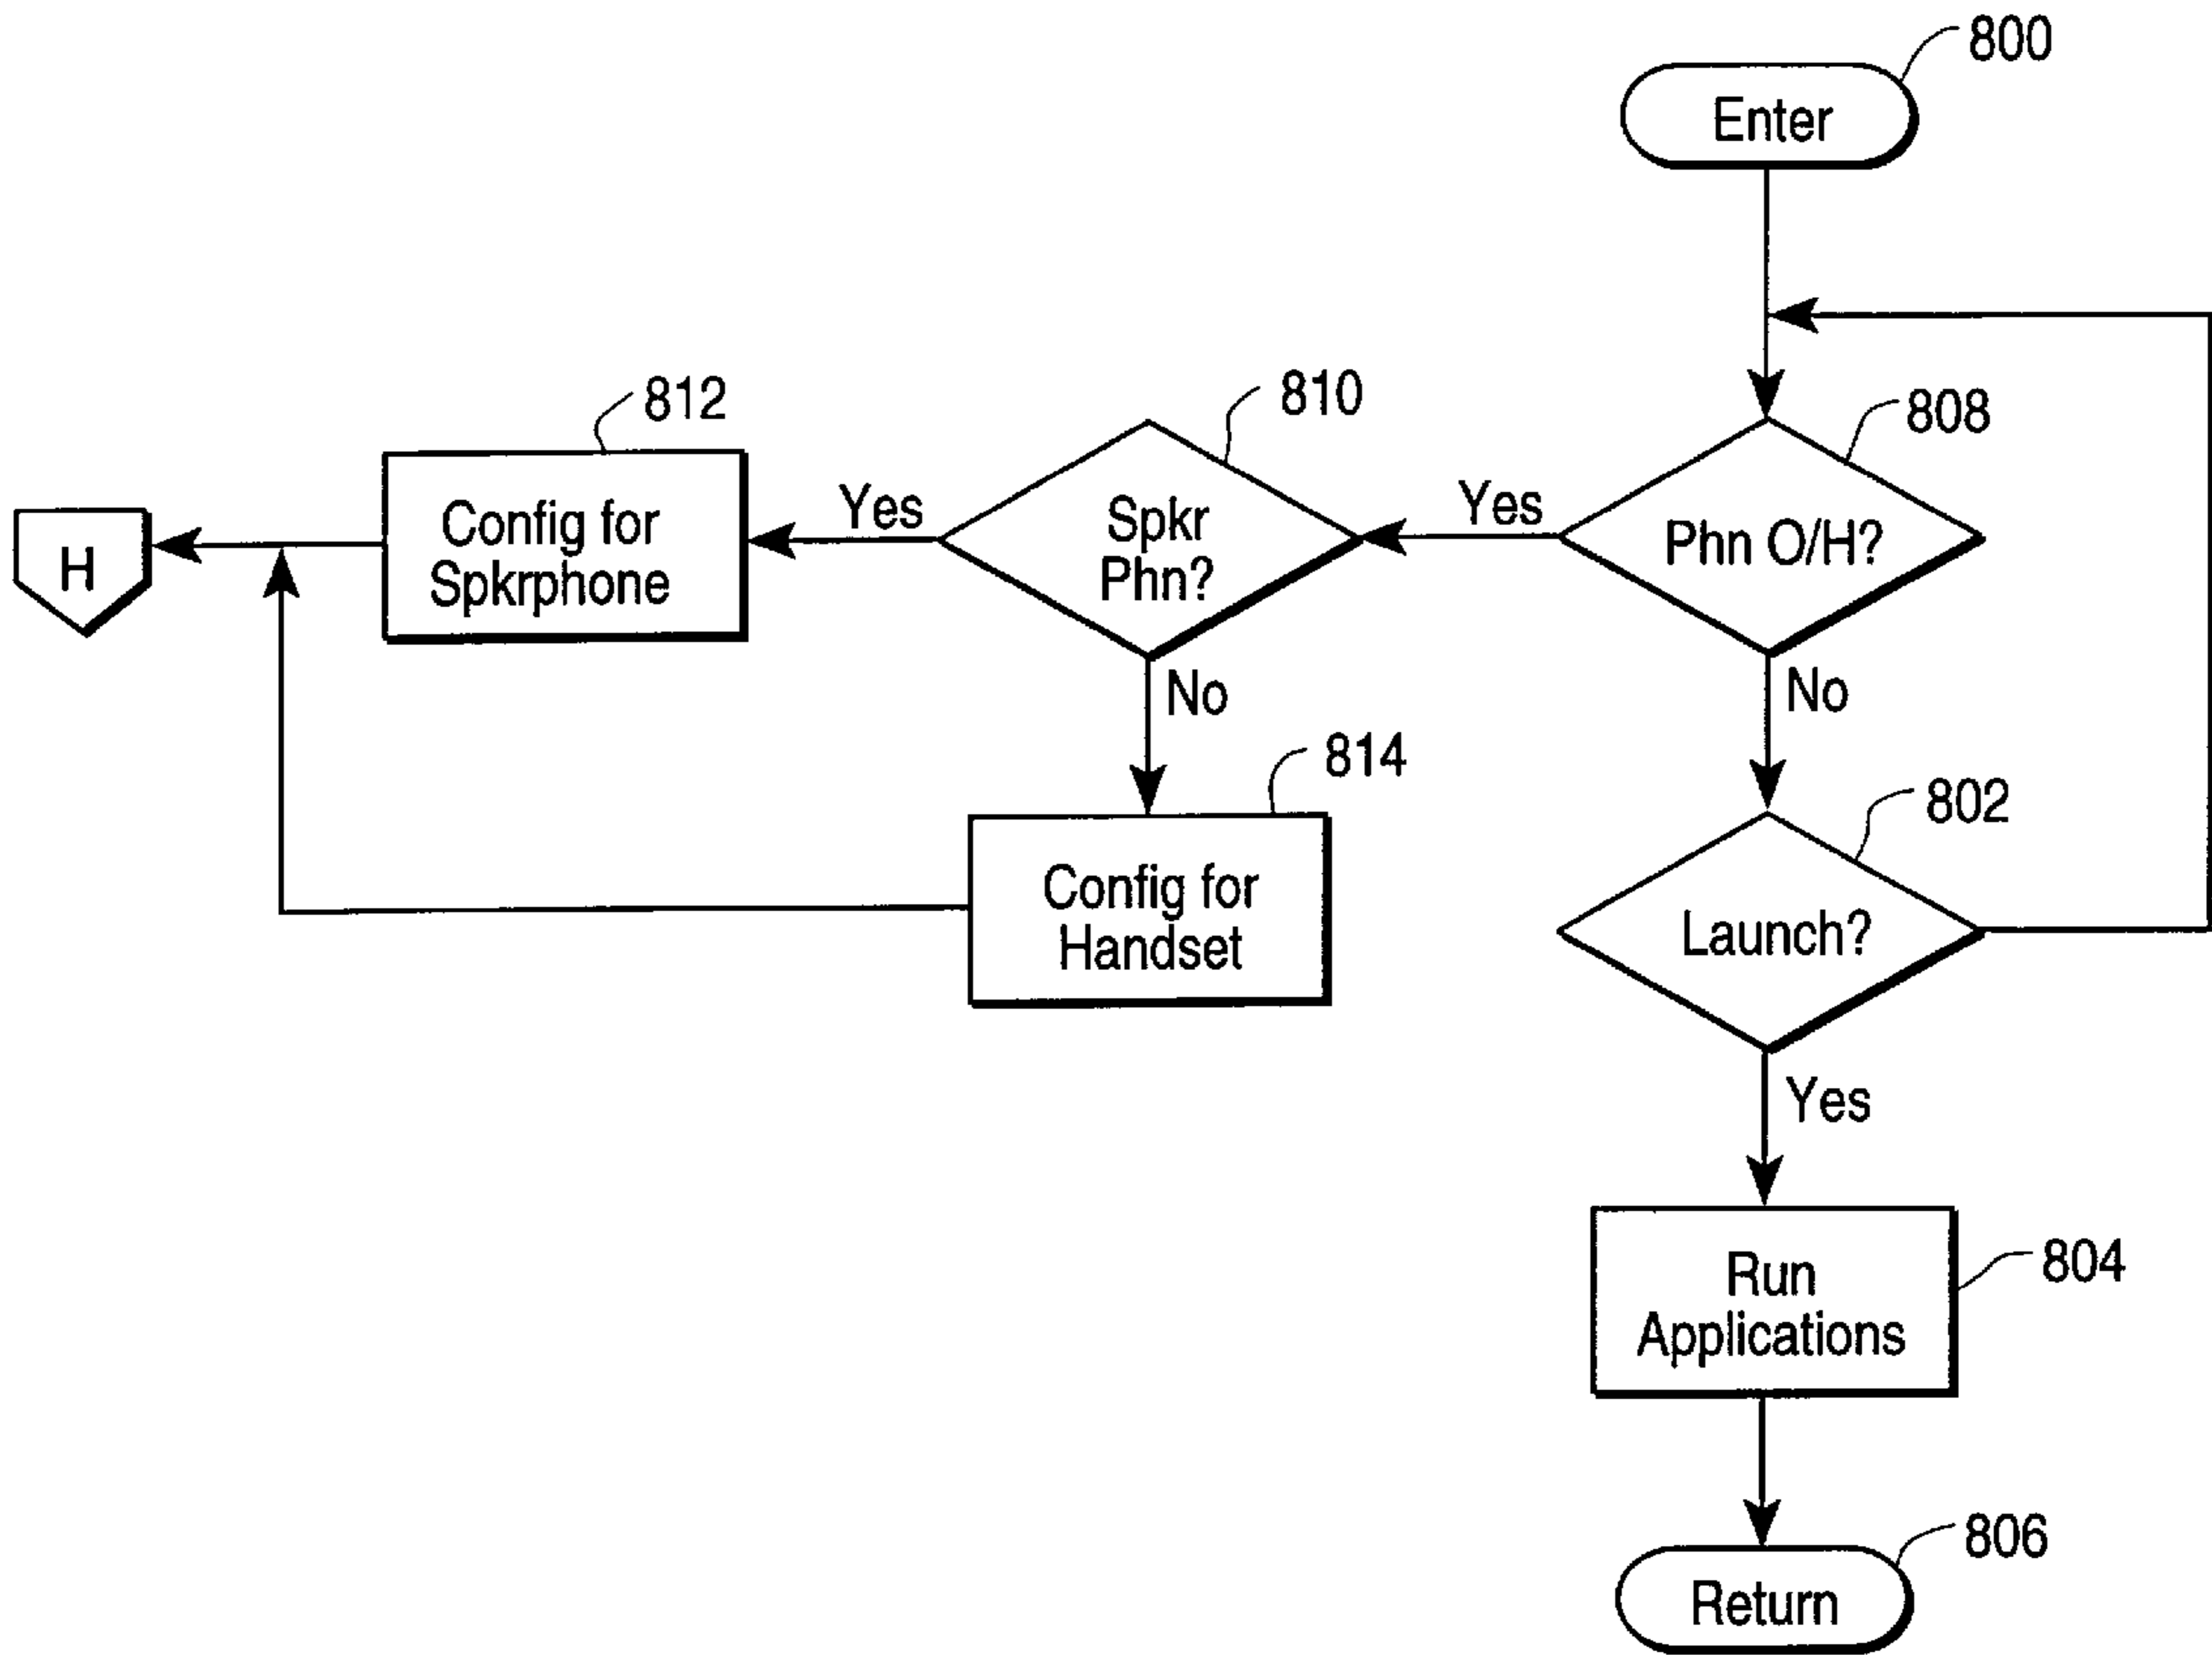 800
Enter
812
810
808
Config for
Spkrphone
Yes
Spkr
Phn?
Yes
Phn O/H?
H
No
No
814
802
Config for
Handset
Launch?
Yes
804
Run
Applications
806
Return